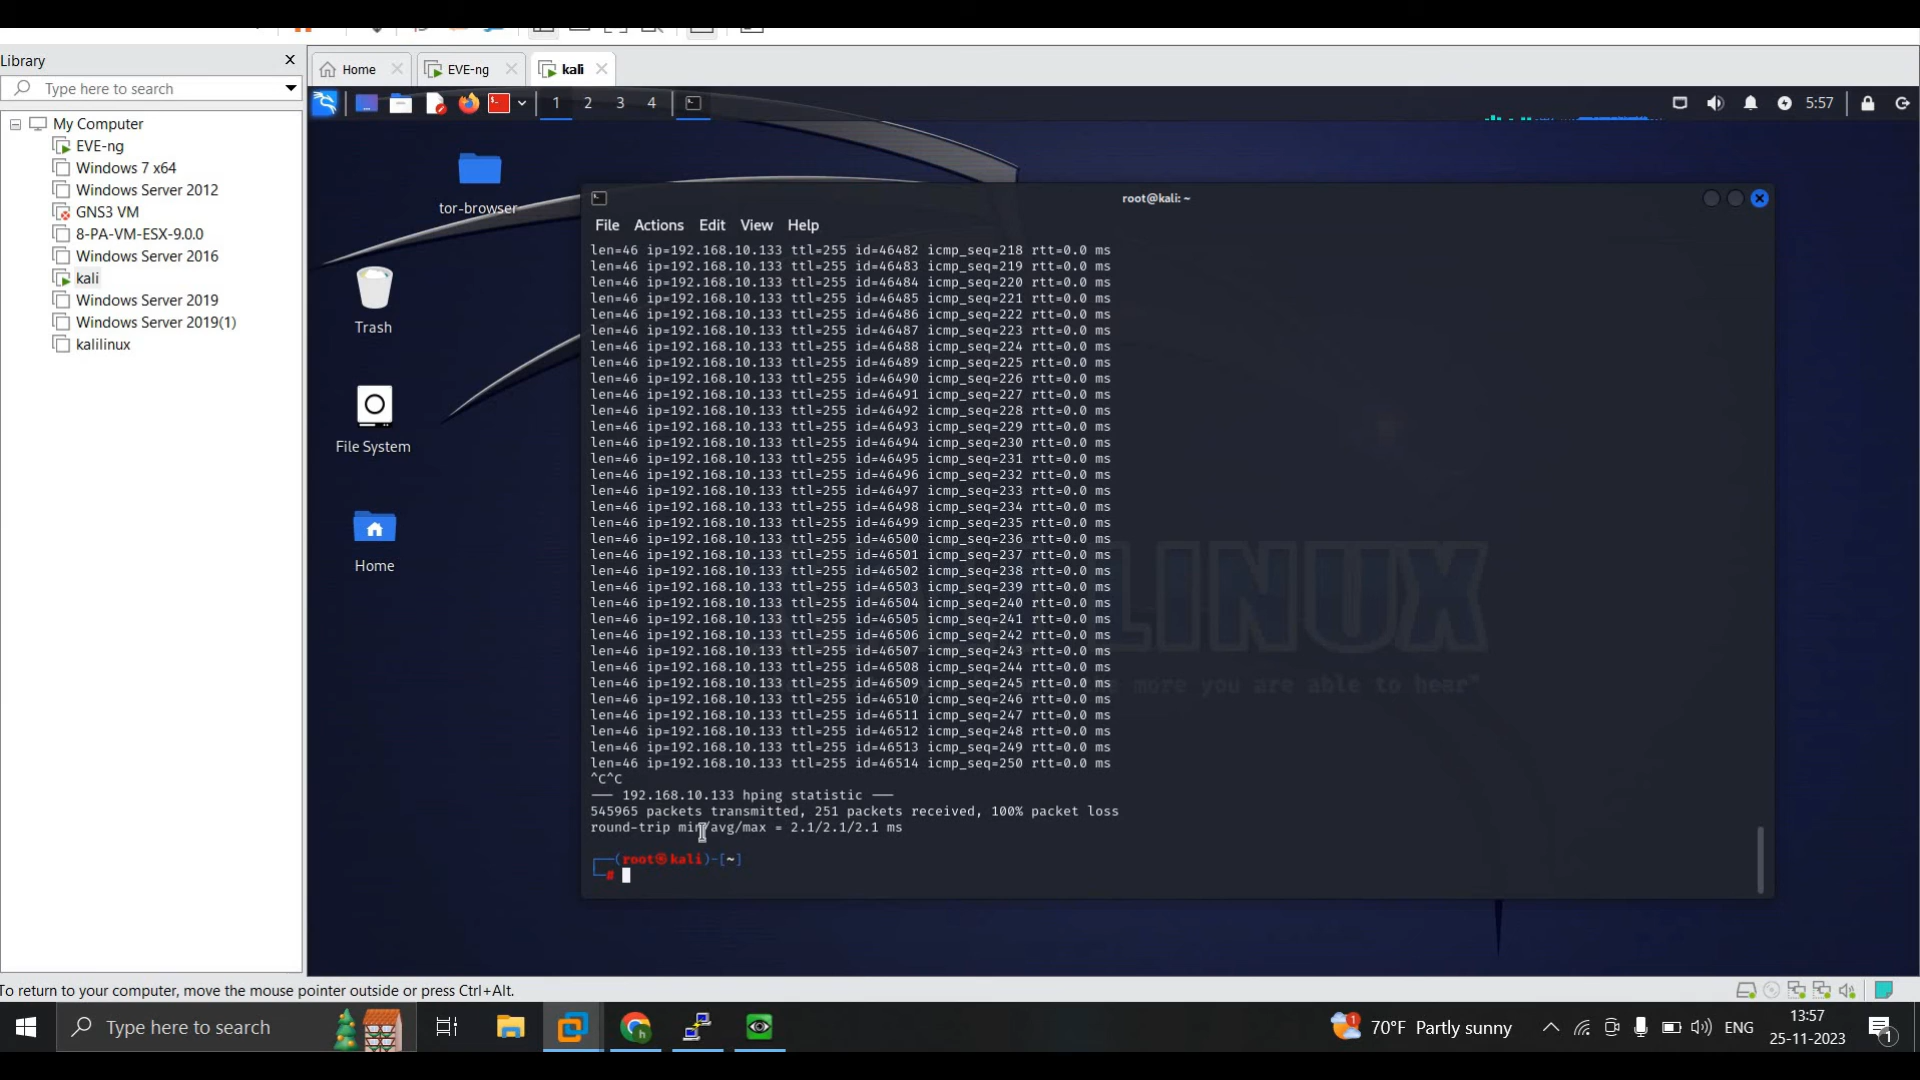 Library
Type here to search
My Computer
EVE-ng
Windows 7 x64
Windows Server 2012
GNS3 VM
8-PA-VM-ESX-9.0.0
Windows Server 2016
kali
Windows Server 2019
Windows Server 2019(1)
kalilinux
Home
EVE-ng
kali
1 2 3 4
5:57
tor-browser
Trash
File System
Home
root@kali: ~
File Actions Edit View Help
len=46 ip=192.168.10.133 ttl=255 id=46482 icmp_seq=218 rtt=0.0 ms
len=46 ip=192.168.10.133 ttl=255 id=46483 icmp_seq=219 rtt=0.0 ms
len=46 ip=192.168.10.133 ttl=255 id=46484 icmp_seq=220 rtt=0.0 ms
len=46 ip=192.168.10.133 ttl=255 id=46485 icmp_seq=221 rtt=0.0 ms
len=46 ip=192.168.10.133 ttl=255 id=46486 icmp_seq=222 rtt=0.0 ms
len=46 ip=192.168.10.133 ttl=255 id=46487 icmp_seq=223 rtt=0.0 ms
len=46 ip=192.168.10.133 ttl=255 id=46488 icmp_seq=224 rtt=0.0 ms
len=46 ip=192.168.10.133 ttl=255 id=46489 icmp_seq=225 rtt=0.0 ms
len=46 ip=192.168.10.133 ttl=255 id=46490 icmp_seq=226 rtt=0.0 ms
len=46 ip=192.168.10.133 ttl=255 id=46491 icmp_seq=227 rtt=0.0 ms
len=46 ip=192.168.10.133 ttl=255 id=46492 icmp_seq=228 rtt=0.0 ms
len=46 ip=192.168.10.133 ttl=255 id=46493 icmp_seq=229 rtt=0.0 ms
len=46 ip=192.168.10.133 ttl=255 id=46494 icmp_seq=230 rtt=0.0 ms
len=46 ip=192.168.10.133 ttl=255 id=46495 icmp_seq=231 rtt=0.0 ms
len=46 ip=192.168.10.133 ttl=255 id=46496 icmp_seq=232 rtt=0.0 ms
len=46 ip=192.168.10.133 ttl=255 id=46497 icmp_seq=233 rtt=0.0 ms
len=46 ip=192.168.10.133 ttl=255 id=46498 icmp_seq=234 rtt=0.0 ms
len=46 ip=192.168.10.133 ttl=255 id=46499 icmp_seq=235 rtt=0.0 ms
len=46 ip=192.168.10.133 ttl=255 id=46500 icmp_seq=236 rtt=0.0 ms
len=46 ip=192.168.10.133 ttl=255 id=46501 icmp_seq=237 rtt=0.0 ms
len=46 ip=192.168.10.133 ttl=255 id=46502 icmp_seq=238 rtt=0.0 ms
len=46 ip=192.168.10.133 ttl=255 id=46503 icmp_seq=239 rtt=0.0 ms
len=46 ip=192.168.10.133 ttl=255 id=46504 icmp_seq=240 rtt=0.0 ms
len=46 ip=192.168.10.133 ttl=255 id=46505 icmp_seq=241 rtt=0.0 ms
len=46 ip=192.168.10.133 ttl=255 id=46506 icmp_seq=242 rtt=0.0 ms
len=46 ip=192.168.10.133 ttl=255 id=46507 icmp_seq=243 rtt=0.0 ms
len=46 ip=192.168.10.133 ttl=255 id=46508 icmp_seq=244 rtt=0.0 ms
len=46 ip=192.168.10.133 ttl=255 id=46509 icmp_seq=245 rtt=0.0 ms
len=46 ip=192.168.10.133 ttl=255 id=46510 icmp_seq=246 rtt=0.0 ms
len=46 ip=192.168.10.133 ttl=255 id=46511 icmp_seq=247 rtt=0.0 ms
len=46 ip=192.168.10.133 ttl=255 id=46512 icmp_seq=248 rtt=0.0 ms
len=46 ip=192.168.10.133 ttl=255 id=46513 icmp_seq=249 rtt=0.0 ms
len=46 ip=192.168.10.133 ttl=255 id=46514 icmp_seq=250 rtt=0.0 ms
^C^C
--- 192.168.10.133 hping statistic ---
545965 packets transmitted, 251 packets received, 100% packet loss
round-trip min/avg/max = 2.1/2.1/2.1 ms
(root㉿kali)-[~]
#
LINUX
more you are able to hear"
To return to your computer, move the mouse pointer outside or press Ctrl+Alt.
Type here to search
70°F Partly sunny
ENG
13:57
25-11-2023